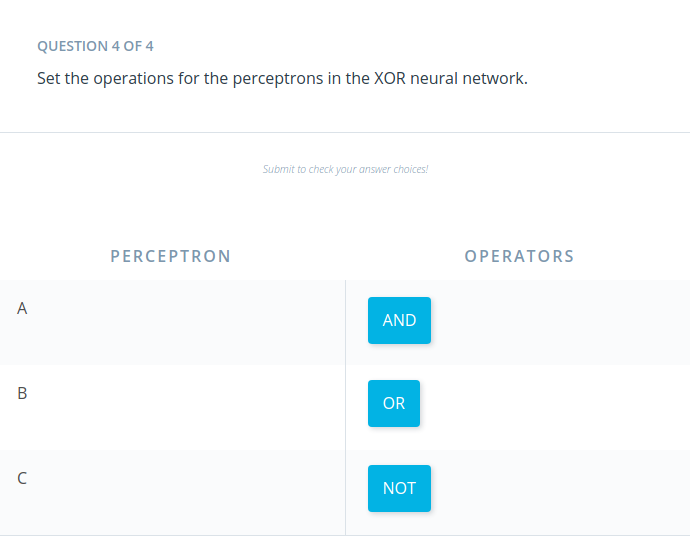 QUESTION 4 OF 4
Set the operations for the perceptrons in the XOR neural network.
Submit to check your answer choices!
PERCEPTRON OPERATORS
A AND
B OR
C NOT